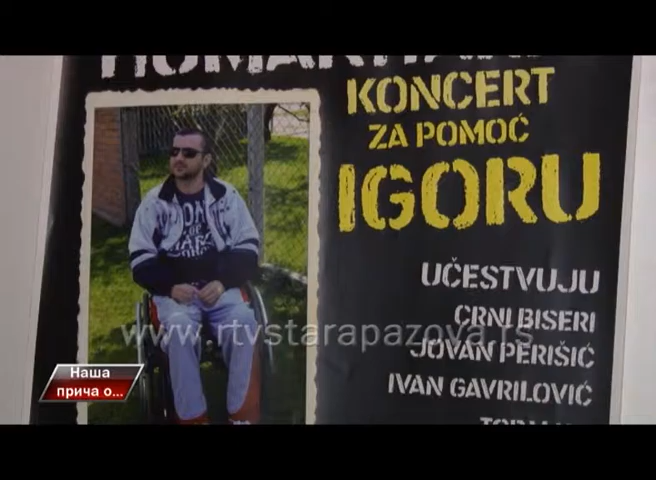 KONCERT
ZA POMOĆ
IGORU
UČESTVUJU
CRNI BISERI
JOVAN PERIŠIĆ
IVAN GAVRILOVIĆ
www.rtvstarapazova.rs
Наша
прича о...